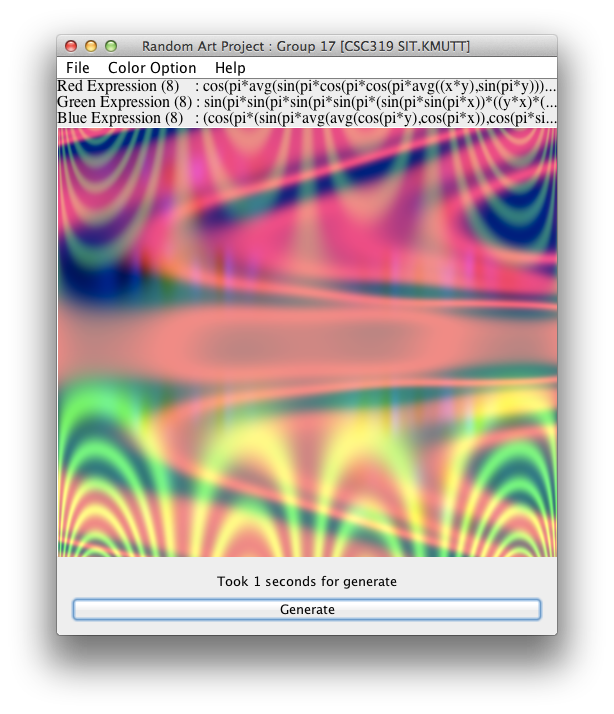 Random Art Project : Group 17 [CSC319 SIT.KMUTT]
File Color Option Help
Red Expression (8) : cos(pi*avg(sin(pi*cos(pi*cos(pi*avg((x*y),sin(pi*y)))...
Green Expression (8) : sin(pi*sin(pi*sin(pi*sin(pi*(sin(pi*sin(pi*x))*((y*x)*(...
Blue Expression (8) : (cos(pi*(sin(pi*avg(avg(cos(pi*y),cos(pi*x)),cos(pi*si...
Took 1 seconds for generate
Generate